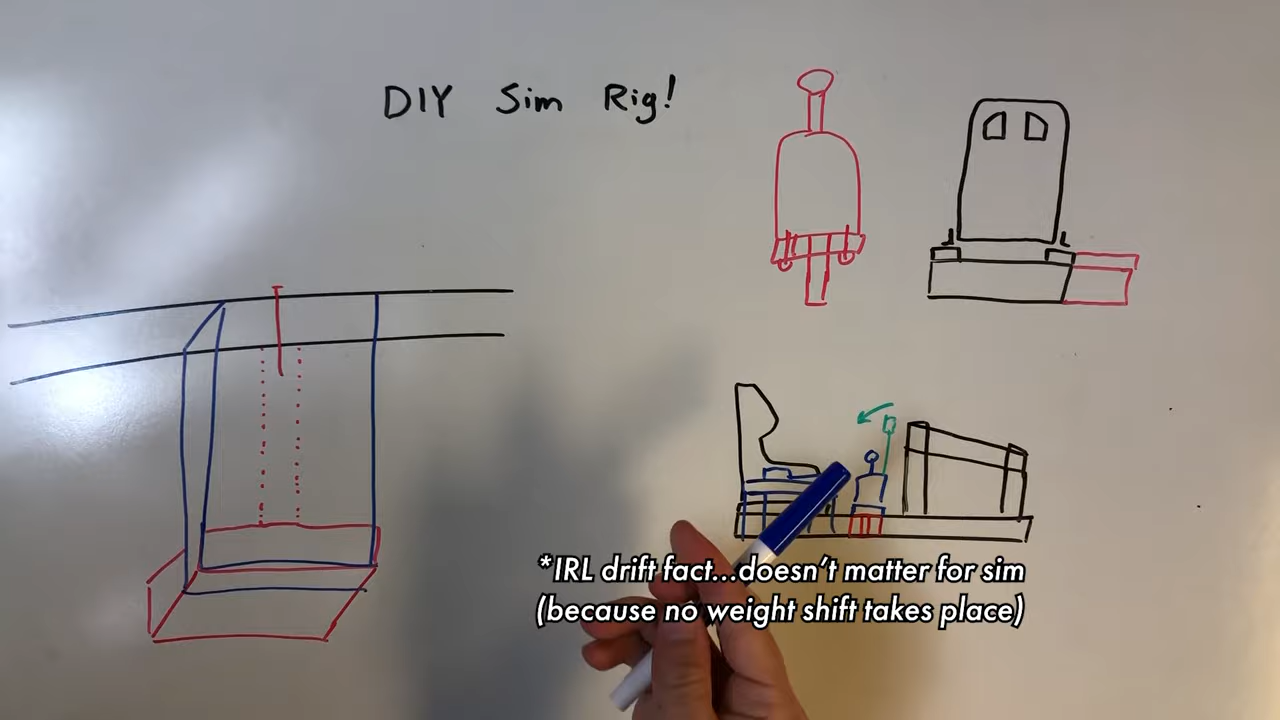 DIY Sim Rig!
*IRL drift fact...doesn't matter for sim
(because no weight shift takes place)